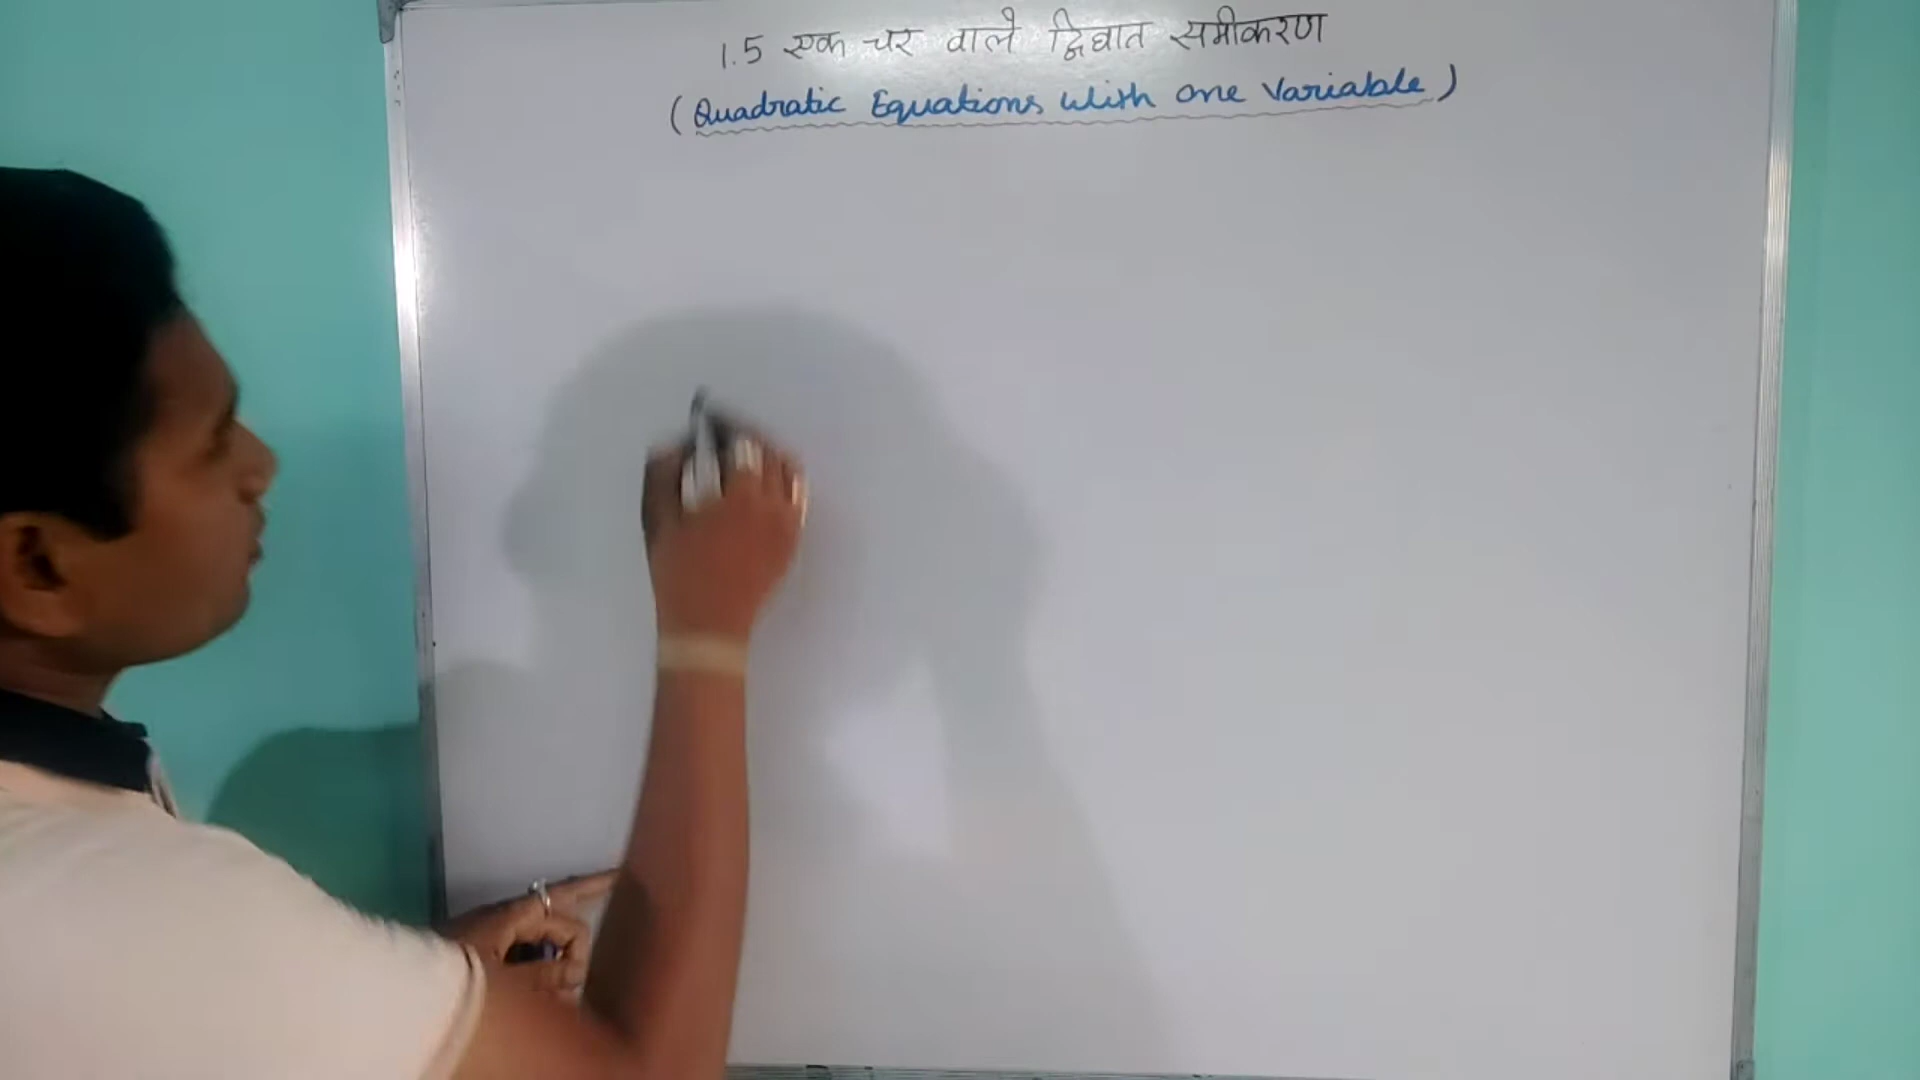 1.5 एक चर वाले द्विघात समीकरण
(Quadratic Equations with one Variable)